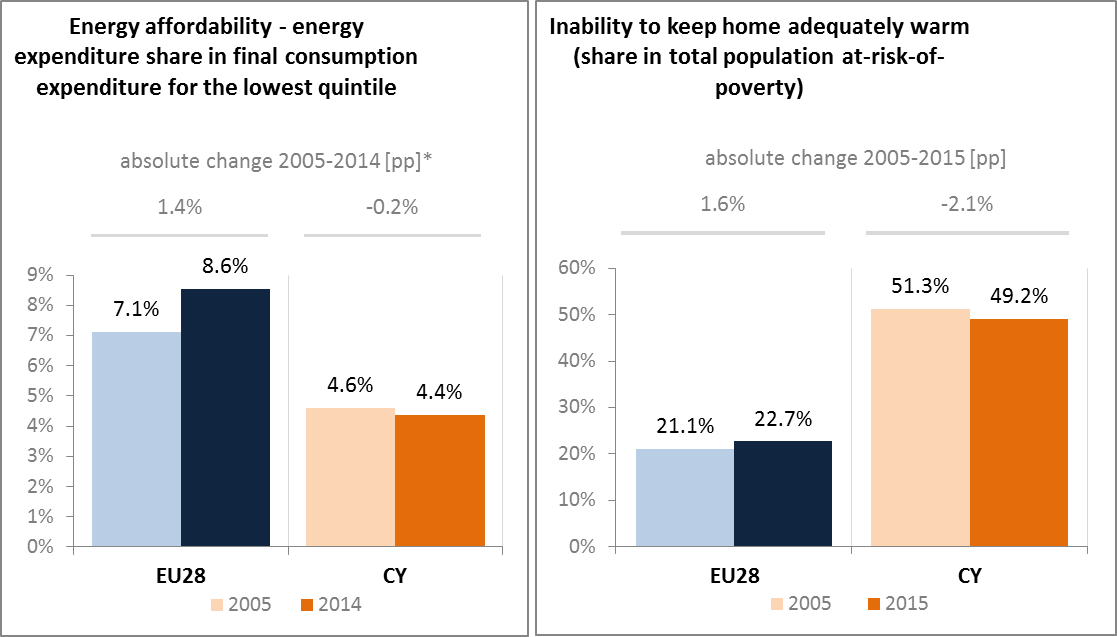 Energy affordability - energy
expenditure share in final consumption
expenditure for the lowest quintile
absolute change 2005-2014 [pp]*
1.4%
-0.2%
9%
8%
7%
6%
5%
4%
3%
2%
1%
0%
7.1%
8.6%
4.6%
4.4%
EU28
CY
2005
2014
Inability to keep home adequately warm
(share in total population at-risk-of-
poverty)
absolute change 2005-2015 [pp]
1.6%
-2.1%
60%
50%
40%
30%
20%
10%
0%
21.1%
22.7%
51.3%
49.2%
EU28
CY
2005
2015